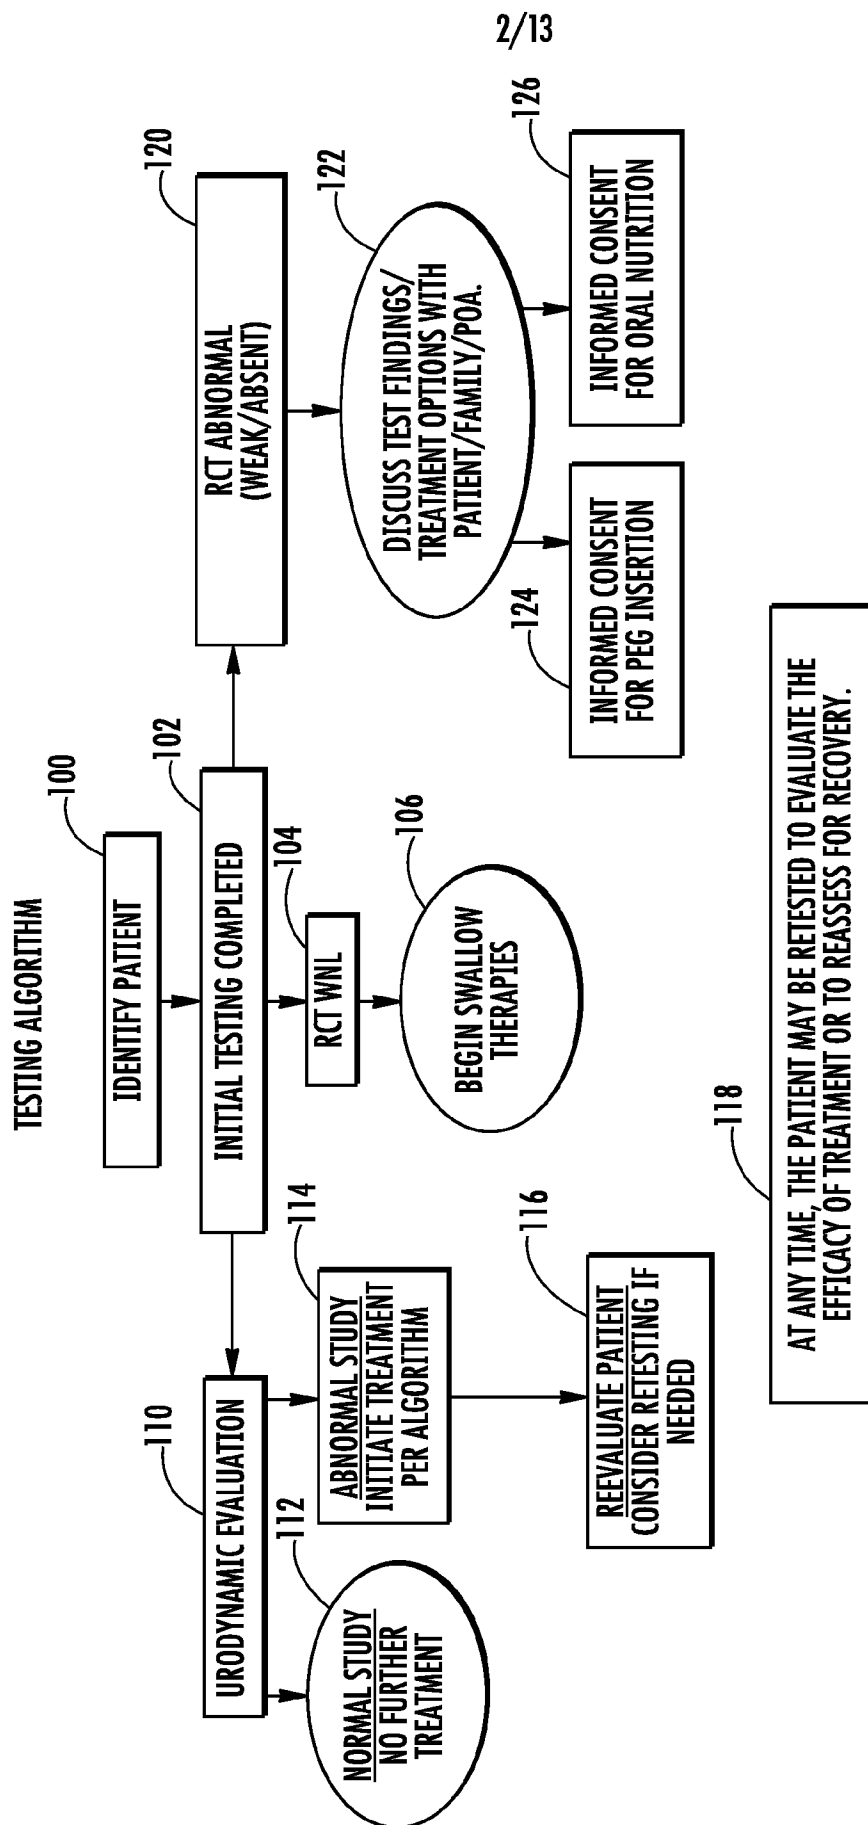 2/13
TESTING ALGORITHM
100
IDENTIFY PATIENT
102
INITIAL TESTING COMPLETED
110
URODYNAMIC EVALUATION
112
NORMAL STUDY
NO FURTHER
TREATMENT
114
ABNORMAL STUDY
INITIATE TREATMENT
PER ALGORITHM
116
REEVALUATE PATIENT
CONSIDER RETESTING IF
NEEDED
104
RCT WNL
106
BEGIN SWALLOW
THERAPIES
120
RCT ABNORMAL
(WEAK/ABSENT)
122
DISCUSS TEST FINDINGS/
TREATMENT OPTIONS WITH
PATIENT/FAMILY/POA.
124
INFORMED CONSENT
FOR PEG INSERTION
126
INFORMED CONSENT
FOR ORAL NUTRITION
118
AT ANY TIME, THE PATIENT MAY BE RETESTED TO EVALUATE THE
EFFICACY OF TREATMENT OR TO REASSESS FOR RECOVERY.